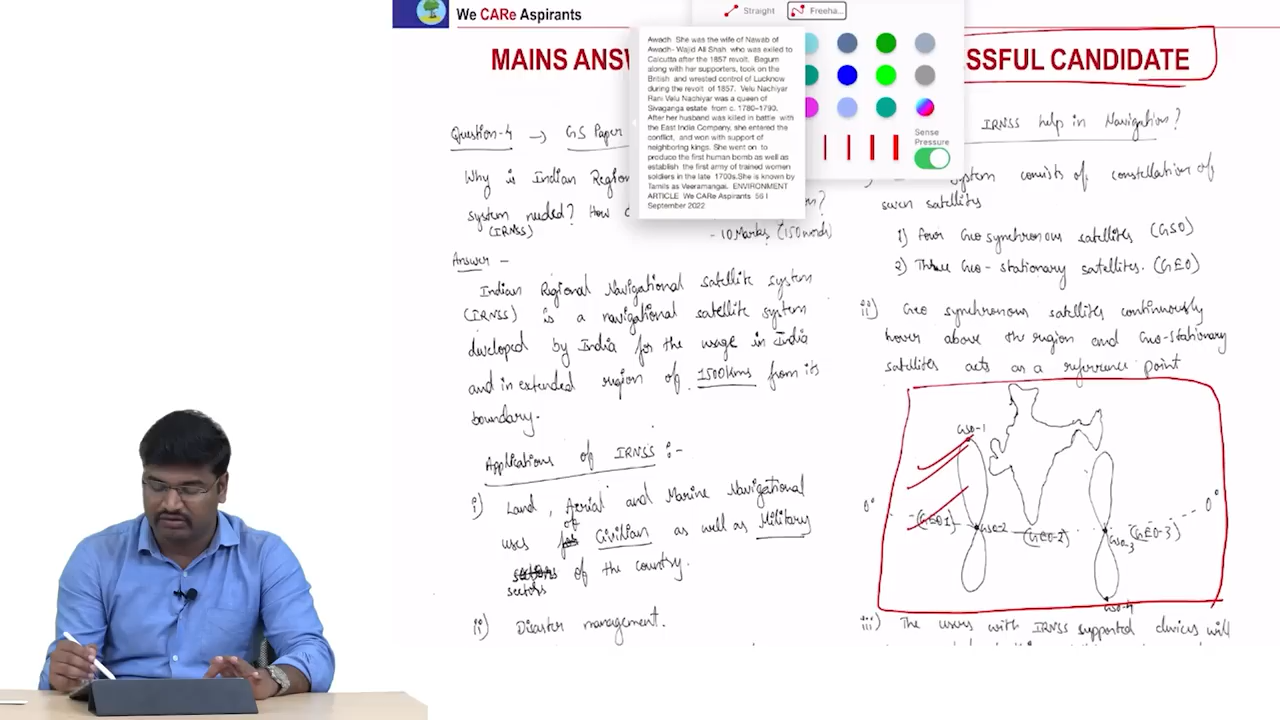 We CARe Aspirants
MAINS ANSW
SSFUL CANDIDATE
Straight
Freeha...
Sense
Pressure
Awadh She was the wife of Nawab of
Awadh- Wajid Ali Shah who was exiled to
Calcutta after the 1857 revolt. Begum
along with her supporters, took on the
British and wrested control of Lucknow
during the revolt of 1857. Velu Nachiyar
Rani Velu Nachiyar was a queen of
Sivaganga estate from c. 1780–1790.
After her husband was killed in battle with
the East India Company, she entered the
conflict, and won with support of
neighboring kings. She went on to
produce the first human bomb as well as
establish the first army of trained women
soldiers in the late 1700s.She is known by
Tamils as Veeramangai. ENVIRONMENT
ARTICLE We CARe Aspirants 56 |
September 2022
Question-4 → GS Paper
Why is Indian Region
system needed? How
(IRNSS)
- 10 Marks (150 words)
Answer -
Indian Regional Navigational satellite system
(IRNSS) is a navigational satellite system
developed by India for the usage in India
and in extended region of 1500kms from its
boundary.
Applications of IRNSS :-
i) Land, Aerial and Marine Navigational
uses of Civilian as well as Military
sectors of the country.
ii) Disaster management.
IRNSS help in Navigation?
system consists of constellation of
seven satellites
1) four Geo synchronous satellites (GSO)
2) Three Geo-stationary satellites. (GEO)
ii) Geo synchronous satellites continuously
hover above the region and Geo-stationary
satellites acts as a reference point
GSO-1
0° (GEO1) GSO-2 (GEO-2) GSO-3 (GEO-3) 0°
GSO-4
iii) The users with IRNSS supported devices will